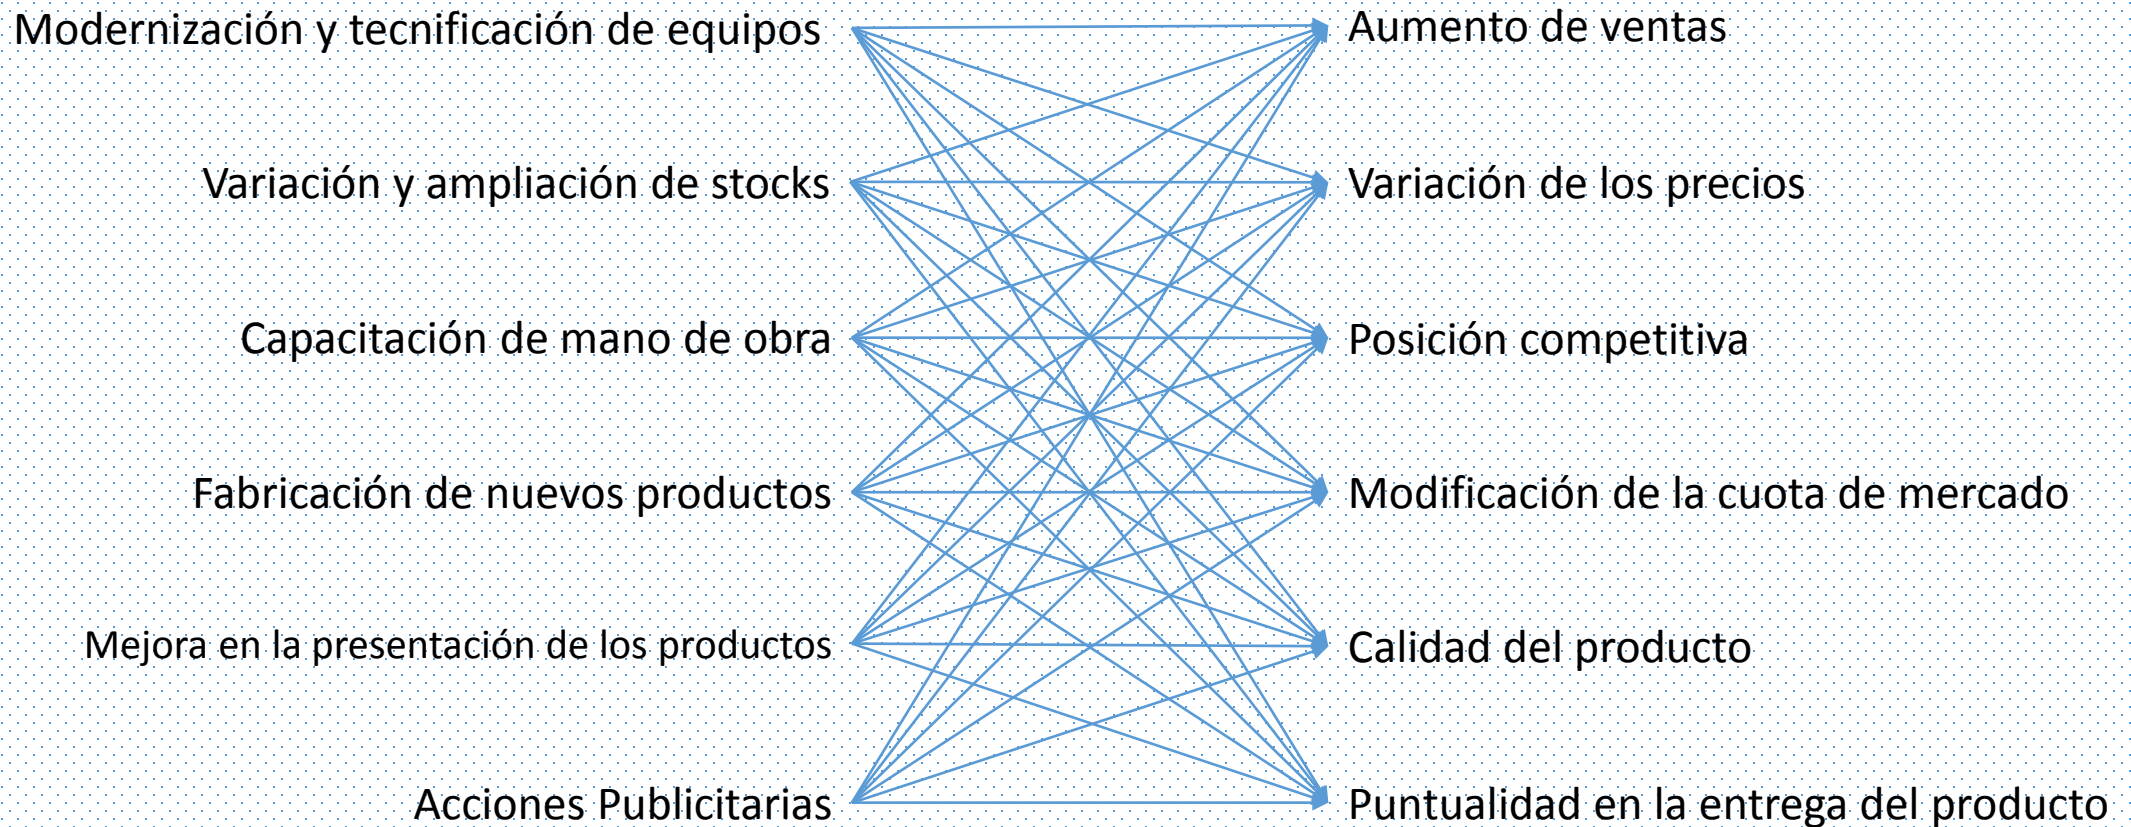 Modernización y tecnificación de equipos
Aumento de ventas
Variación y ampliación de stocks
Variación de los precios
Capacitación de mano de obra
Posición competitiva
Fabricación de nuevos productos
Modificación de la cuota de mercado
Mejora en la presentación de los productos
Calidad del producto
Acciones Publicitarias
Puntualidad en la entrega del producto